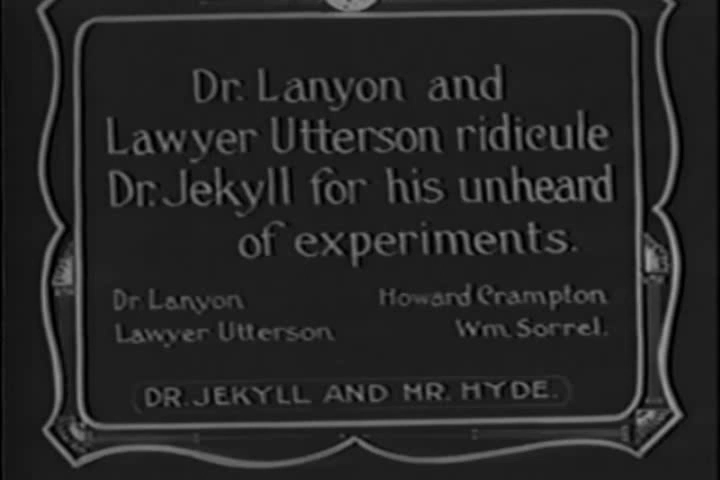 Dr. Lanyon and
Lawyer Utterson ridicule
Dr. Jekyll for his unheard
of experiments.
Dr. Lanyon Howard Crampton
Lawyer Utterson Wm. Sorrel.
DR. JEKYLL AND MR. HYDE.